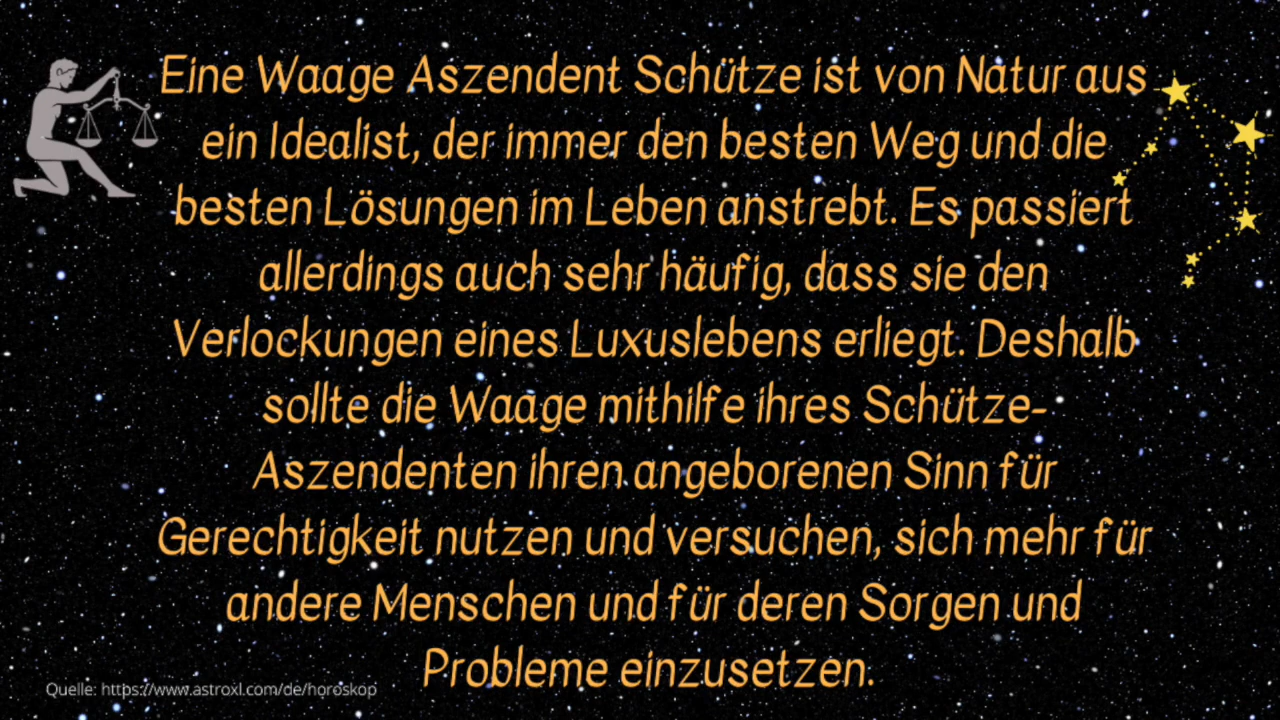 Eine Waage Aszendent Schütze ist von Natur aus
ein Idealist, der immer den besten Weg und die
besten Lösungen im Leben anstrebt. Es passiert
allerdings auch sehr häufig, dass sie den
Verlockungen eines Luxuslebens erliegt. Deshalb
sollte die Waage mithilfe ihres Schütze-
Aszendenten ihren angeborenen Sinn für
Gerechtigkeit nutzen und versuchen, sich mehr für
andere Menschen und für deren Sorgen und
Probleme einzusetzen.
Quelle: https://www.astroxl.com/de/horoskop